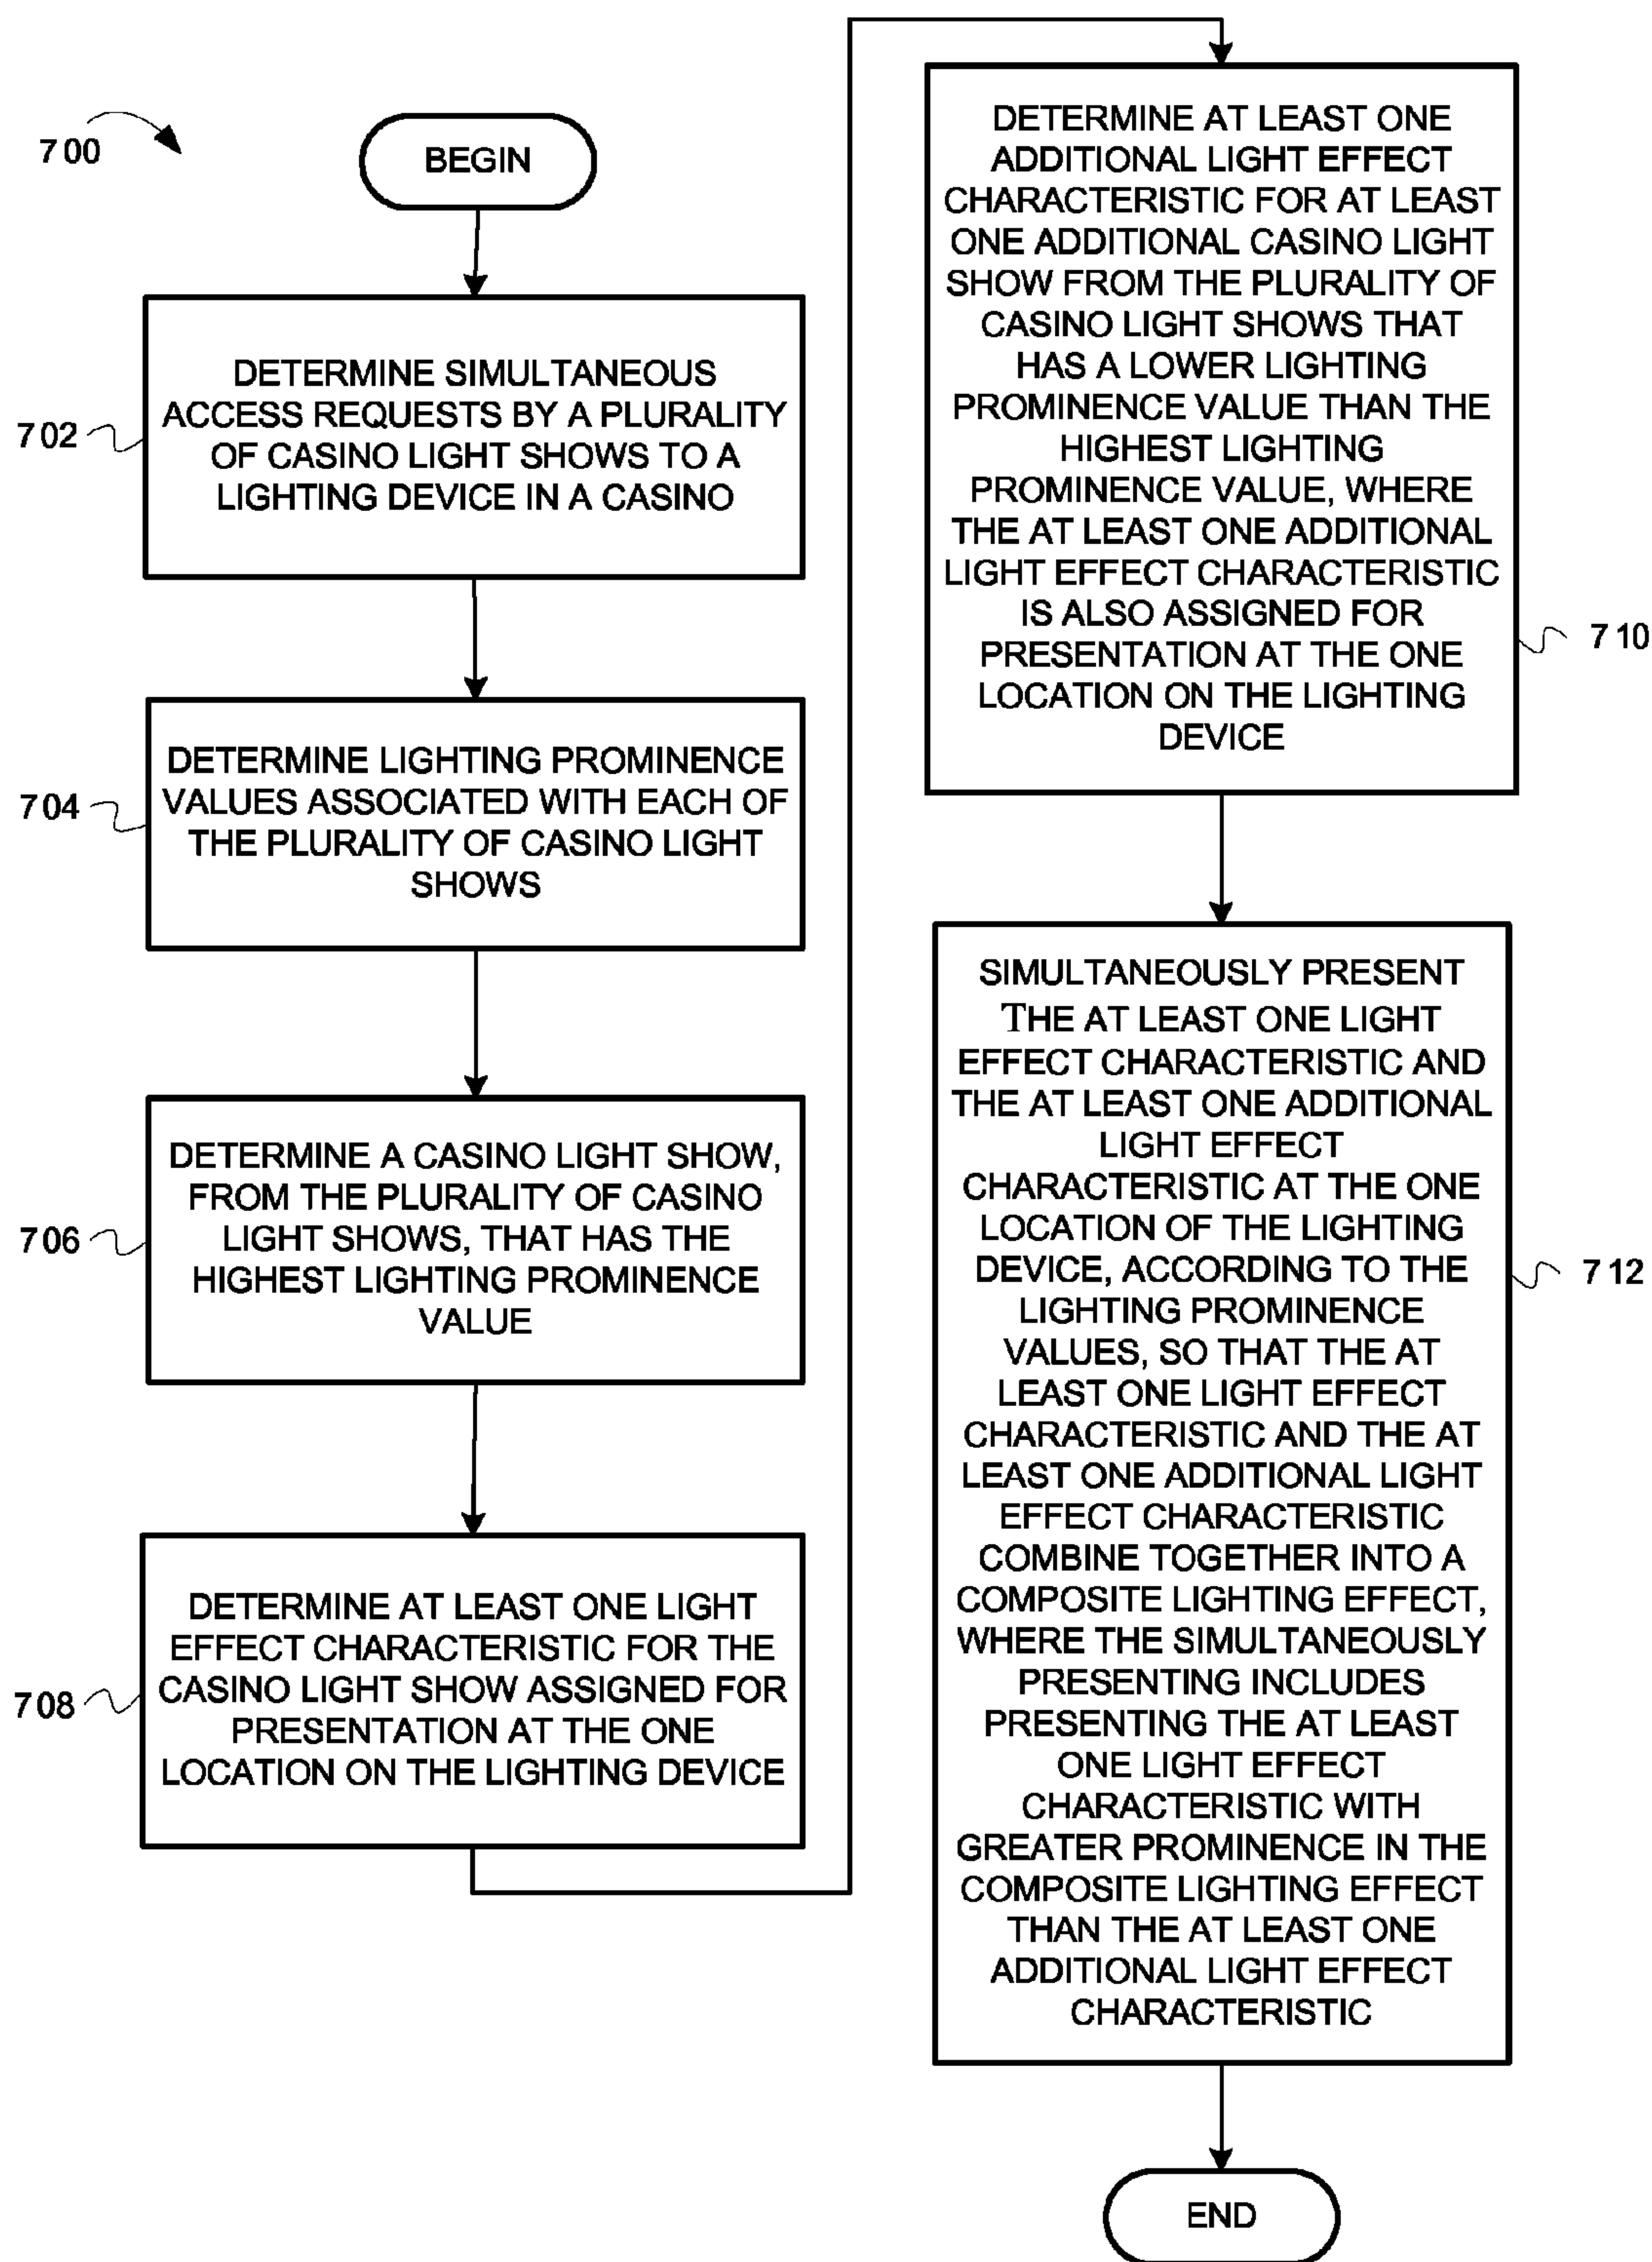 700
BEGIN
702
DETERMINE SIMULTANEOUS
ACCESS REQUESTS BY A PLURALITY
OF CASINO LIGHT SHOWS TO A
LIGHTING DEVICE IN A CASINO
704
DETERMINE LIGHTING PROMINENCE
VALUES ASSOCIATED WITH EACH OF
THE PLURALITY OF CASINO LIGHT
SHOWS
706
DETERMINE A CASINO LIGHT SHOW,
FROM THE PLURALITY OF CASINO
LIGHT SHOWS, THAT HAS THE
HIGHEST LIGHTING PROMINENCE
VALUE
708
DETERMINE AT LEAST ONE LIGHT
EFFECT CHARACTERISTIC FOR THE
CASINO LIGHT SHOW ASSIGNED FOR
PRESENTATION AT THE ONE
LOCATION ON THE LIGHTING DEVICE
DETERMINE AT LEAST ONE
ADDITIONAL LIGHT EFFECT
CHARACTERISTIC FOR AT LEAST
ONE ADDITIONAL CASINO LIGHT
SHOW FROM THE PLURALITY OF
CASINO LIGHT SHOWS THAT
HAS A LOWER LIGHTING
PROMINENCE VALUE THAN THE
HIGHEST LIGHTING
PROMINENCE VALUE, WHERE
THE AT LEAST ONE ADDITIONAL
LIGHT EFFECT CHARACTERISTIC
IS ALSO ASSIGNED FOR
PRESENTATION AT THE ONE
LOCATION ON THE LIGHTING
DEVICE
710
SIMULTANEOUSLY PRESENT
THE AT LEAST ONE LIGHT
EFFECT CHARACTERISTIC AND
THE AT LEAST ONE ADDITIONAL
LIGHT EFFECT
CHARACTERISTIC AT THE ONE
LOCATION OF THE LIGHTING
DEVICE, ACCORDING TO THE
LIGHTING PROMINENCE
VALUES, SO THAT THE AT
LEAST ONE LIGHT EFFECT
CHARACTERISTIC AND THE AT
LEAST ONE ADDITIONAL LIGHT
EFFECT CHARACTERISTIC
COMBINE TOGETHER INTO A
COMPOSITE LIGHTING EFFECT,
WHERE THE SIMULTANEOUSLY
PRESENTING INCLUDES
PRESENTING THE AT LEAST
ONE LIGHT EFFECT
CHARACTERISTIC WITH
GREATER PROMINENCE IN THE
COMPOSITE LIGHTING EFFECT
THAN THE AT LEAST ONE
ADDITIONAL LIGHT EFFECT
CHARACTERISTIC
712
END